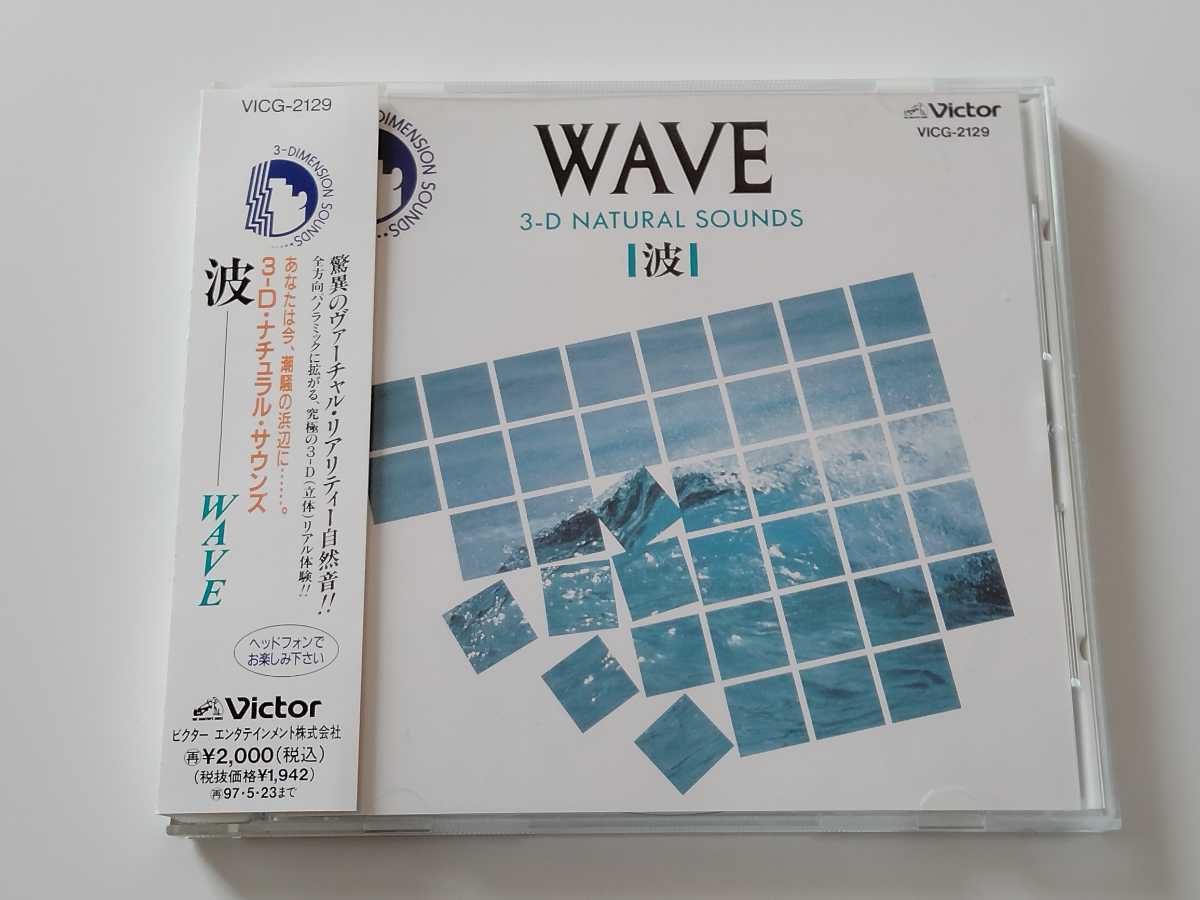 VICG-2129
3-DIMENSION SOUNDS......
驚異のヴァーチャル・リアリティー自然音!!
全方向パノラミックに拡がる、究極の3-D(立体)リアル体験!!
あなたは今、潮騒の浜辺に……。
3-D・ナチュラル・サウンズ
波
WAVE
ヘッドフォンで
お楽しみ下さい
Victor
ビクター エンタテインメント株式会社
再¥2,000(税込)
(税抜価格¥1,942)
再97・5・23まで
DIMENSION SOUNDS......
WAVE
3-D NATURAL SOUNDS
波
Victor
VICG-2129